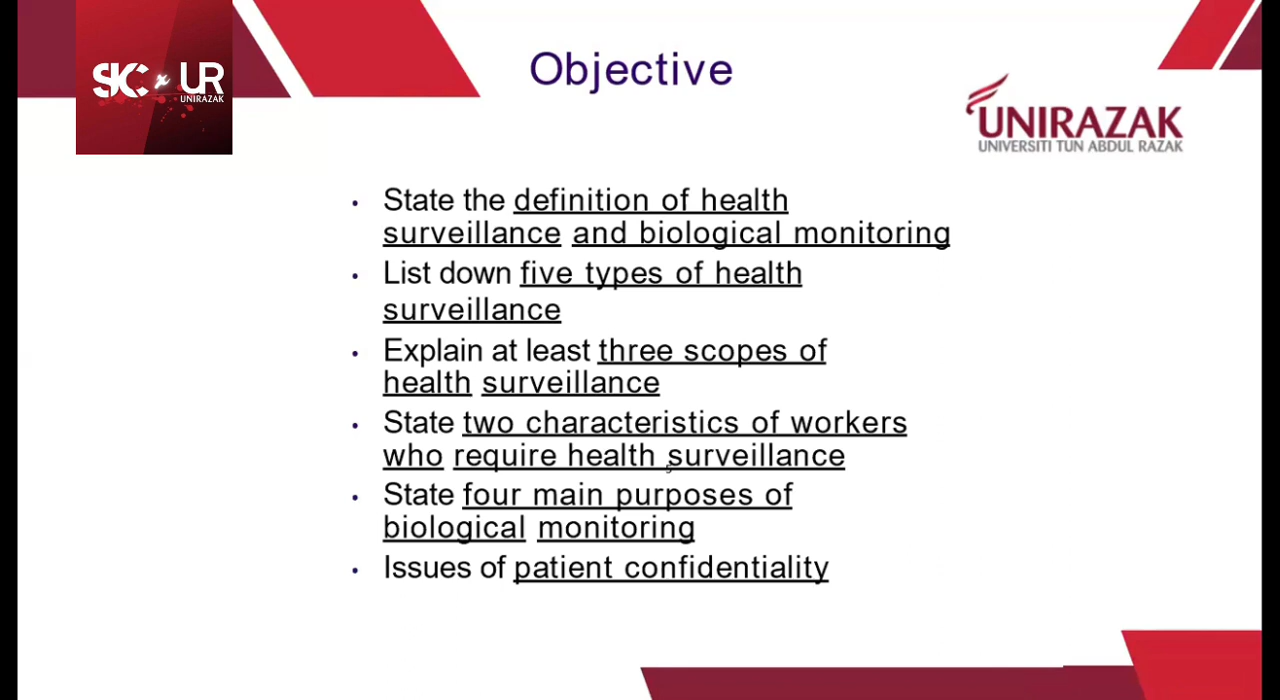 SIC x UR
UNIRAZAK
Objective
UNIRAZAK
UNIVERSITI TUN ABDUL RAZAK
• State the definition of health
surveillance and biological monitoring
• List down five types of health
surveillance
• Explain at least three scopes of
health surveillance
• State two characteristics of workers
who require health surveillance
5
• State four main purposes of
biological monitoring
• Issues of patient confidentiality